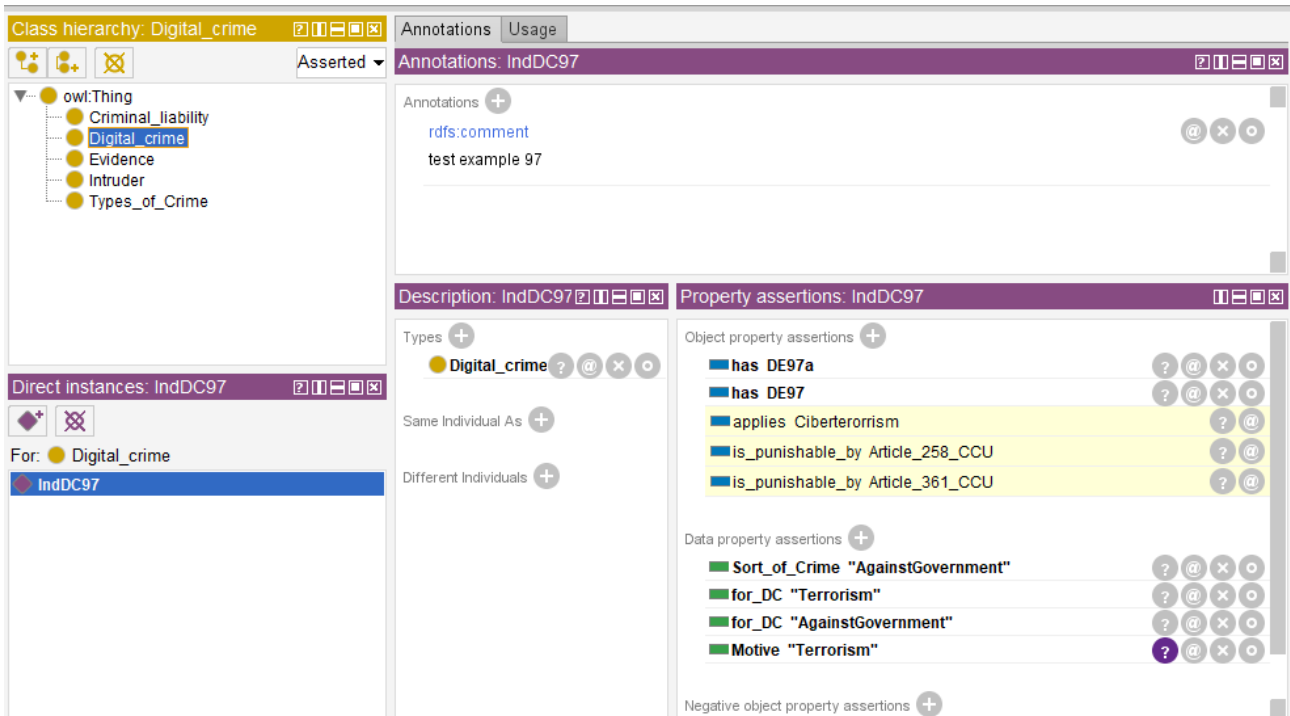 Class hierarchy: Digital_crime
Asserted
owl:Thing
Criminal_liability
Digital_crime
Evidence
Intruder
Types_of_Crime
Direct instances: IndDC97
For: Digital_crime
IndDC97
Annotations Usage
Annotations: IndDC97
Annotations
rdfs:comment
test example 97
Description: IndDC97
Types
Digital_crime
Same Individual As
Different Individuals
Property assertions: IndDC97
Object property assertions
has DE97a
has DE97
applies Ciberterorrism
is_punishable_by Article_258_CCU
is_punishable_by Article_361_CCU
Data property assertions
Sort_of_Crime "AgainstGovernment"
for_DC "Terrorism"
for_DC "AgainstGovernment"
Motive "Terrorism"
Negative object property assertions